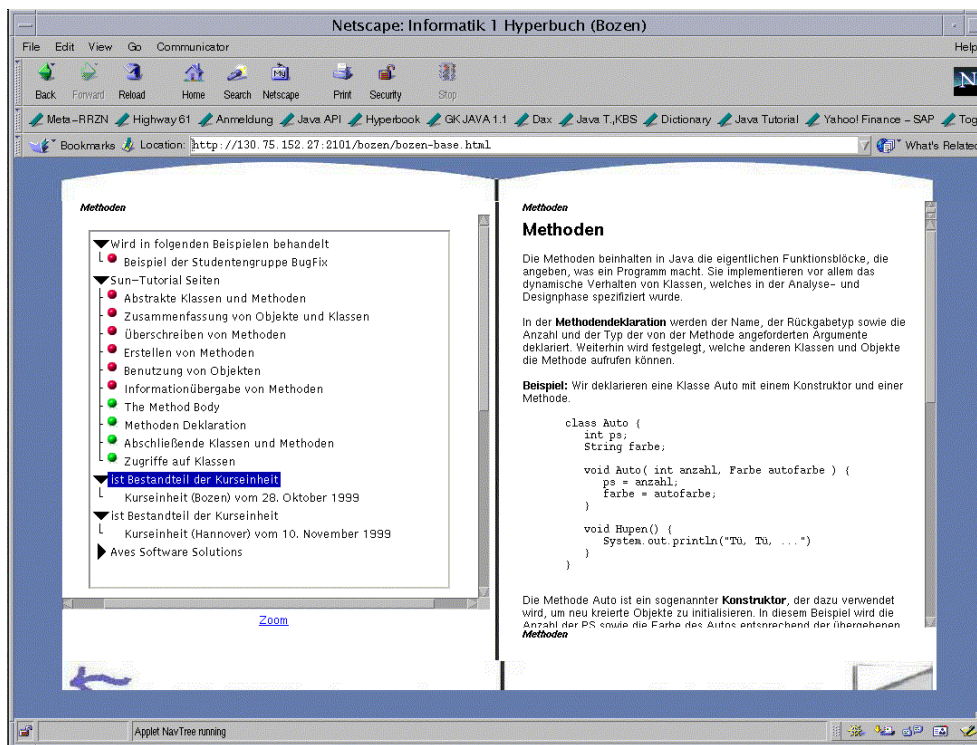 Netscape: Informatik 1 Hyperbuch (Bozen)
File Edit View Go Communicator Help
My N
Back Forward Reload Home Search Netscape Print Security Stop
Meta-RRZN Highway 61 Anmeldung Java API Hyperbook GK JAVA 1.1 Dax Java T.,KBS Dictionary Java Tutorial Yahoo! Finance - SAP Tog
Bookmarks Location: http://130.75.152.27:2101/bozen/bozen-base.html What's Related
Methoden
Wird in folgenden Beispielen behandelt
Beispiel der Studentengruppe BugFix
Sun-Tutorial Seiten
Abstrakte Klassen und Methoden
Zusammenfassung von Objekte und Klassen
Überschreiben von Methoden
Erstellen von Methoden
Benutzung von Objekten
Informationübergabe von Methoden
The Method Body
Methoden Deklaration
Abschließende Klassen und Methoden
Zugriffe auf Klassen
ist Bestandteil der Kurseinheit
Kurseinheit (Bozen) vom 28. Oktober 1999
ist Bestandteil der Kurseinheit
Kurseinheit (Hannover) vom 10. November 1999
Aves Software Solutions
Zoom
Methoden
Methoden
Die Methoden beinhalten in Java die eigentlichen Funktionsblöcke, die
angeben, was ein Programm macht. Sie implementieren vor allem das
dynamische Verhalten von Klassen, welches in der Analyse- und
Designphase spezifiziert wurde.
In der Methodendeklaration werden der Name, der Rückgabetyp sowie die
Anzahl und der Typ der von der Methode angeforderten Argumente
deklariert. Weiterhin wird festgelegt, welche anderen Klassen und Objekte
die Methode aufrufen können.
Beispiel: Wir deklarieren eine Klasse Auto mit einem Konstruktor und einer
Methode.
class Auto {
int ps;
String farbe;
void Auto( int anzahl, Farbe autofarbe ) {
ps = anzahl;
farbe = autofarbe;
}
void Hupen() {
System.out.println("Tü, Tü, ...")
}
}
Die Methode Auto ist ein sogenannter Konstruktor, der dazu verwendet
wird, um neu kreierte Objekte zu initialisieren. In diesem Beispiel wird die
Anzahl der PS sowie die Farbe des Autos entsprechend der übergebenen
Methoden
Applet NavTree running